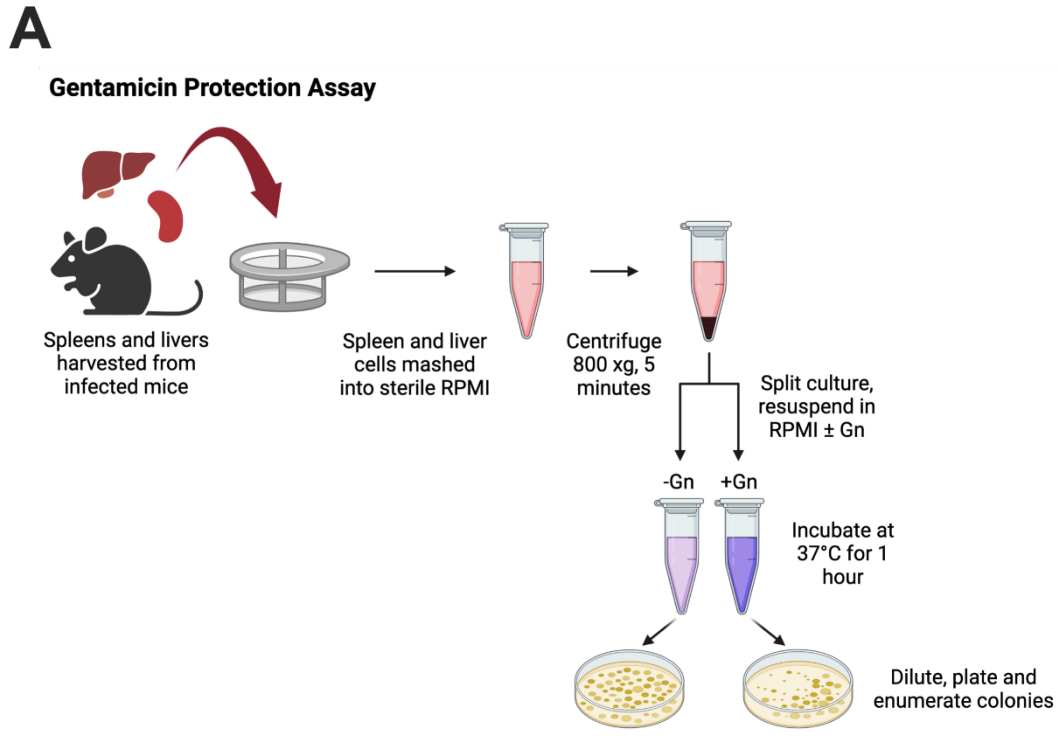 A
Gentamicin Protection Assay
Spleens and livers
harvested from
infected mice
Spleen and liver
cells mashed
into sterile RPMI
Centrifuge
800 xg, 5
minutes
Split culture,
resuspend in
RPMI ± Gn
-Gn
+Gn
Incubate at
37°C for 1
hour
Dilute, plate and
enumerate colonies